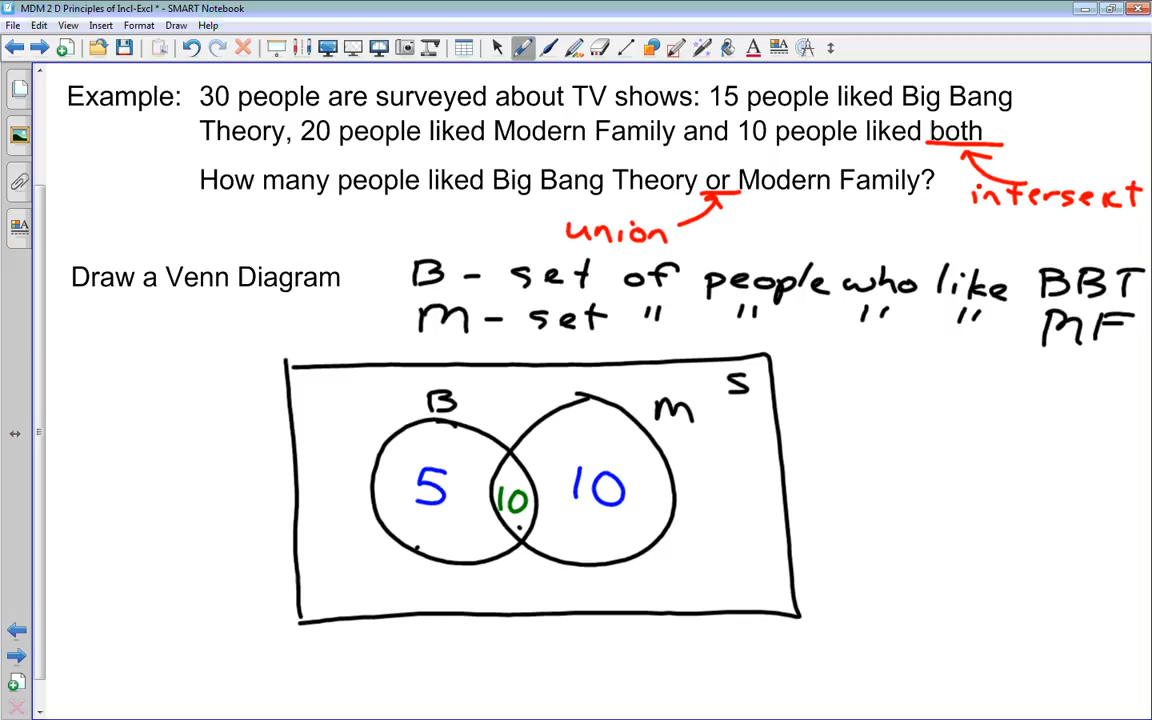 MDM 2 D Principles of Incl-Excl * - SMART Notebook
File Edit View Insert Format Draw Help
Example: 30 people are surveyed about TV shows: 15 people liked Big Bang
Theory, 20 people liked Modern Family and 10 people liked both
How many people liked Big Bang Theory or Modern Family?
intersect
union
Draw a Venn Diagram
B - set of people who like BBT
M - set " " " " MF
S
B
M
5 10 10